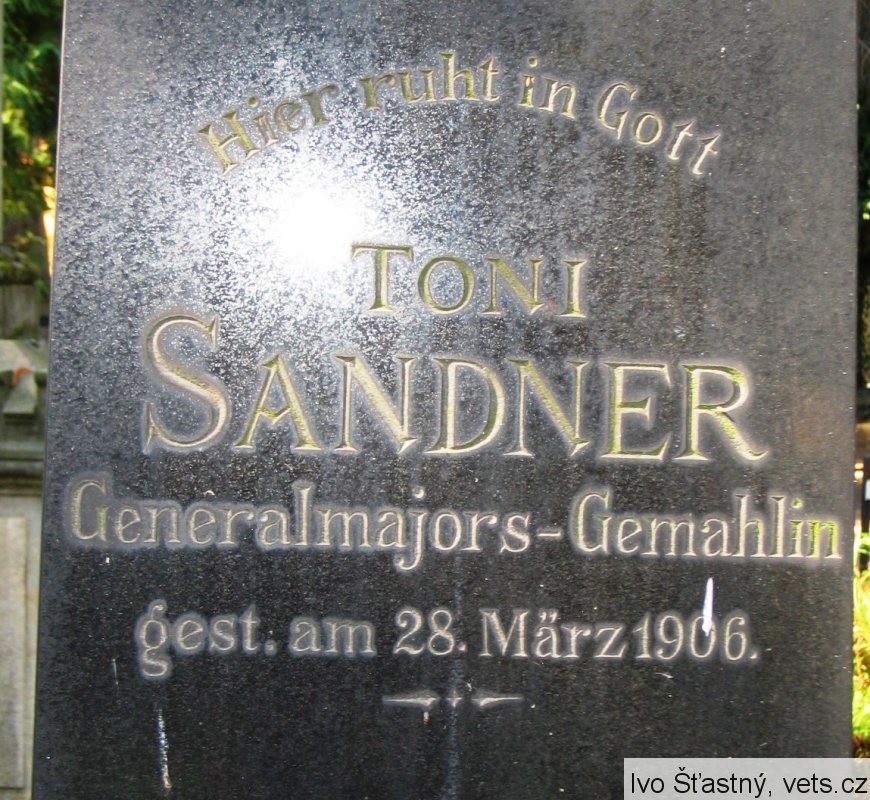 Hier ruht in Gott
TONI
SANDNER
Generalmajors-Gemahlin
gest. am 28. März 1906.
Ivo Šťastný, vets.cz